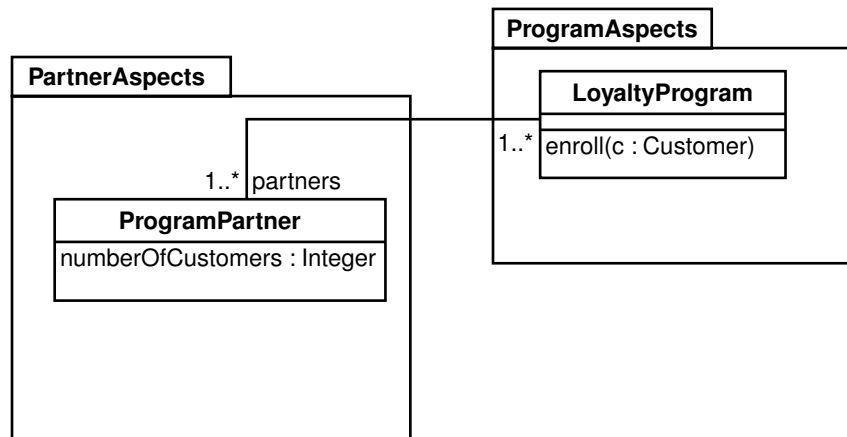 ProgramAspects
PartnerAspects
LoyaltyProgram
1..* enroll(c : Customer)
1..* partners
ProgramPartner
numberOfCustomers : Integer